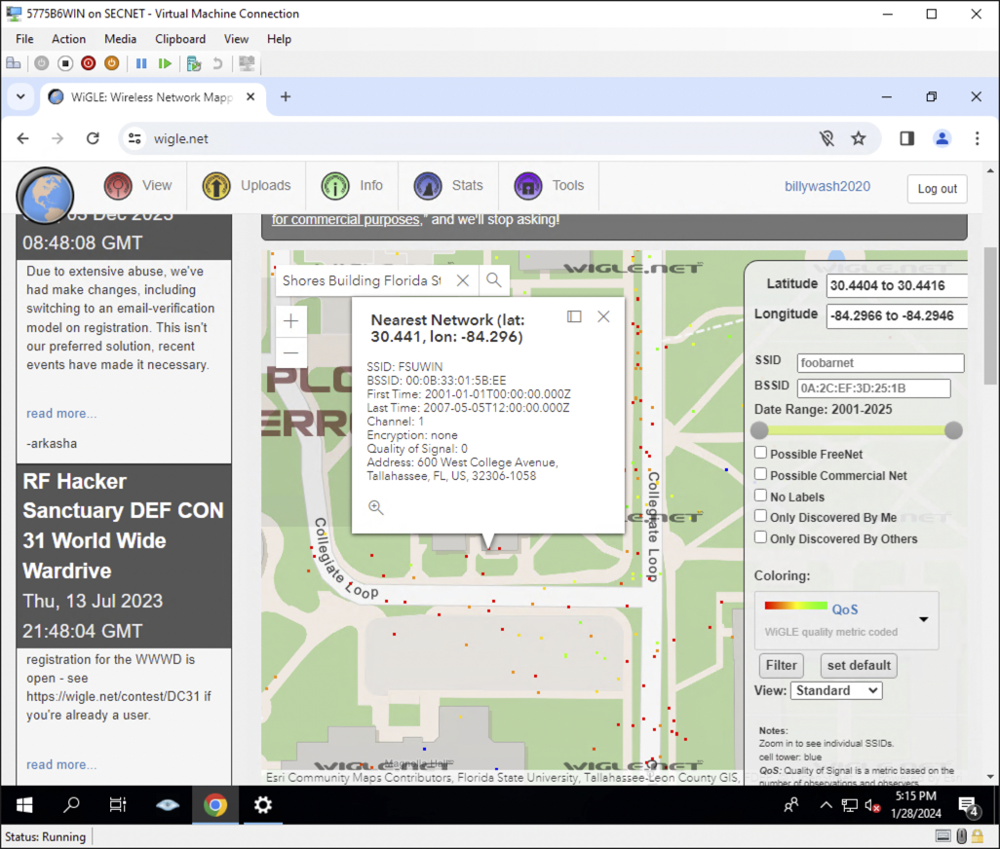 5775B6WIN on SECNET - Virtual Machine Connection
File Action Media Clipboard View Help
WiGLE: Wireless Network Mapp
wigle.net
View
Uploads
Info
Stats
Tools
billywash2020
Log out
08:48:08 GMT
Due to extensive abuse, we've
had make changes, including
switching to an email-verification
model on registration. This isn't
our preferred solution, recent
events have made it necessary.
read more...
-arkasha
RF Hacker
Sanctuary DEF CON
31 World Wide
Wardrive
Thu, 13 Jul 2023
21:48:04 GMT
registration for the WWWD is
open - see
https://wigle.net/contest/DC31 if
you're already a user.
read more...
for commercial purposes," and we'll stop asking!
WIGLE.NET
WIGLE.NET
Shores Building Florida St
+
−
Nearest Network (lat:
30.441, lon: -84.296)
SSID: FSUWIN
BSSID: 00:0B:33:01:5B:EE
First Time: 2001-01-01T00:00:00.000Z
Last Time: 2007-05-05T12:00:00.000Z
Channel: 1
Encryption: none
Quality of Signal: 0
Address: 600 West College Avenue,
Tallahassee, FL, US, 32306-1058
Collegiate Loop
Collegiate Loop
Magnolia Hall
WIGLE.NET
WIGLE.NET
Esri Community Maps Contributors, Florida State University, Tallahassee-Leon County GIS,
Latitude 30.4404 to 30.4416
Longitude -84.2966 to -84.2946
SSID foobarnet
BSSID 0A:2C:EF:3D:25:1B
Date Range: 2001-2025
Possible FreeNet
Possible Commercial Net
No Labels
Only Discovered By Me
Only Discovered By Others
Coloring:
QoS
WiGLE quality metric coded
Filter set default
View: Standard
Notes:
Zoom in to see individual SSIDs.
cell tower: blue
QoS: Quality of Signal is a metric based on the
number of observations and observers
5:15 PM
1/28/2024
4
Status: Running